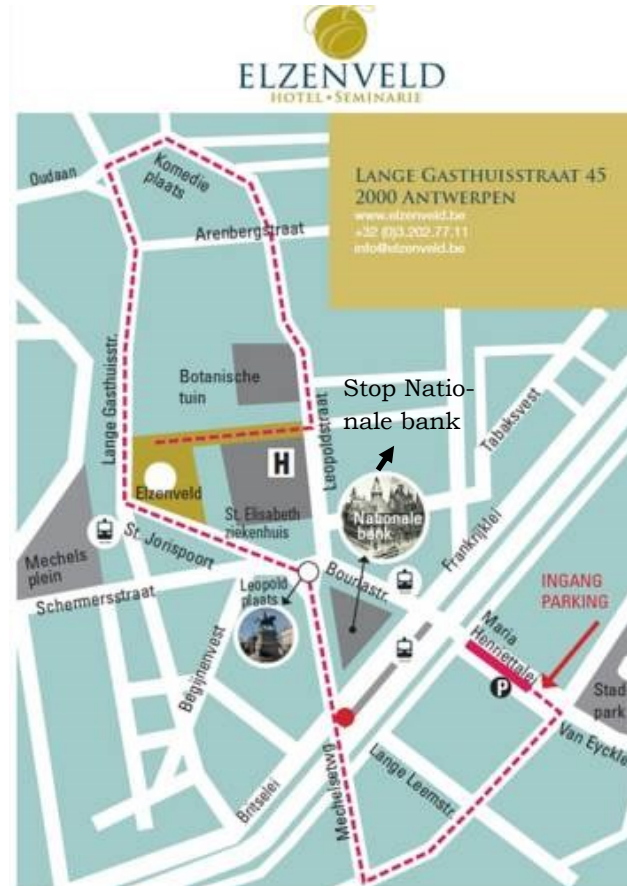 ELZENVELD
HOTEL•SEMINARIE
LANGE GASTHUISSTRAAT 45
2000 ANTWERPEN
www.elzenveld.be
+32 (0)3.202.77.11
info@elzenveld.be
Oudaan
Komedie
plaats
Arenbergstraat
Lange Gasthuisstr.
Botanische
tuin
Leopoldstraat
Stop Natio-
nale bank
Tabaksvest
H
Elzenveld
St. Elisabeth
ziekenhuis
Nationale
bank
Frankrijklei
St. Jorispoort
Mechels
plein
Schermersstraat
Leopold
plaats
Bourlastr.
INGANG
PARKING
Maria
Henriettalei
Begijnenvest
P
Stad
park
Van Eyckle
Britselei
Mechelsetwg.
Lange Leemstr.